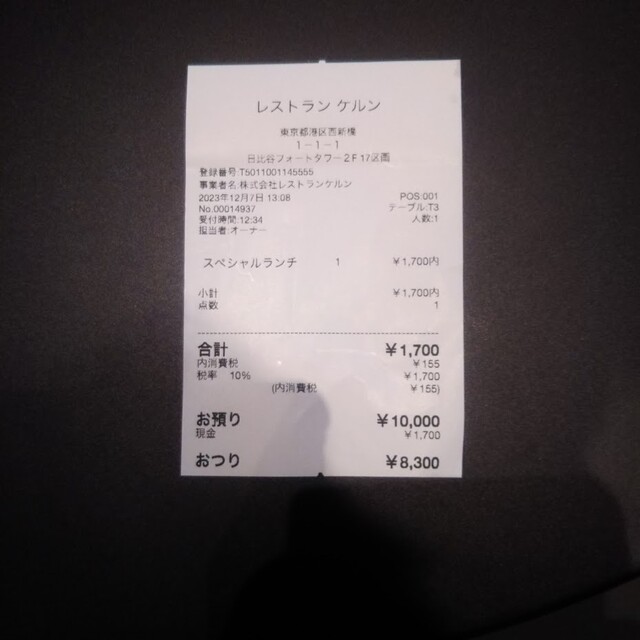 レストラン ケルン
東京都港区西新橋
1－1－1
日比谷フォートタワー2F 17区画
登録番号:T5011001145555
事業者名:株式会社レストランケルン
2023年12月7日 13:08 POS:001
No.00014937 テーブル:T3
受付時間:12:34 人数:1
担当者:オーナー
スペシャルランチ 1 ￥1,700内
小計 ￥1,700内
点数 1
合計 ￥1,700
内消費税 ￥155
税率 10% ￥1,700
(内消費税 ￥155)
お預り ￥10,000
現金 ￥1,700
おつり ￥8,300